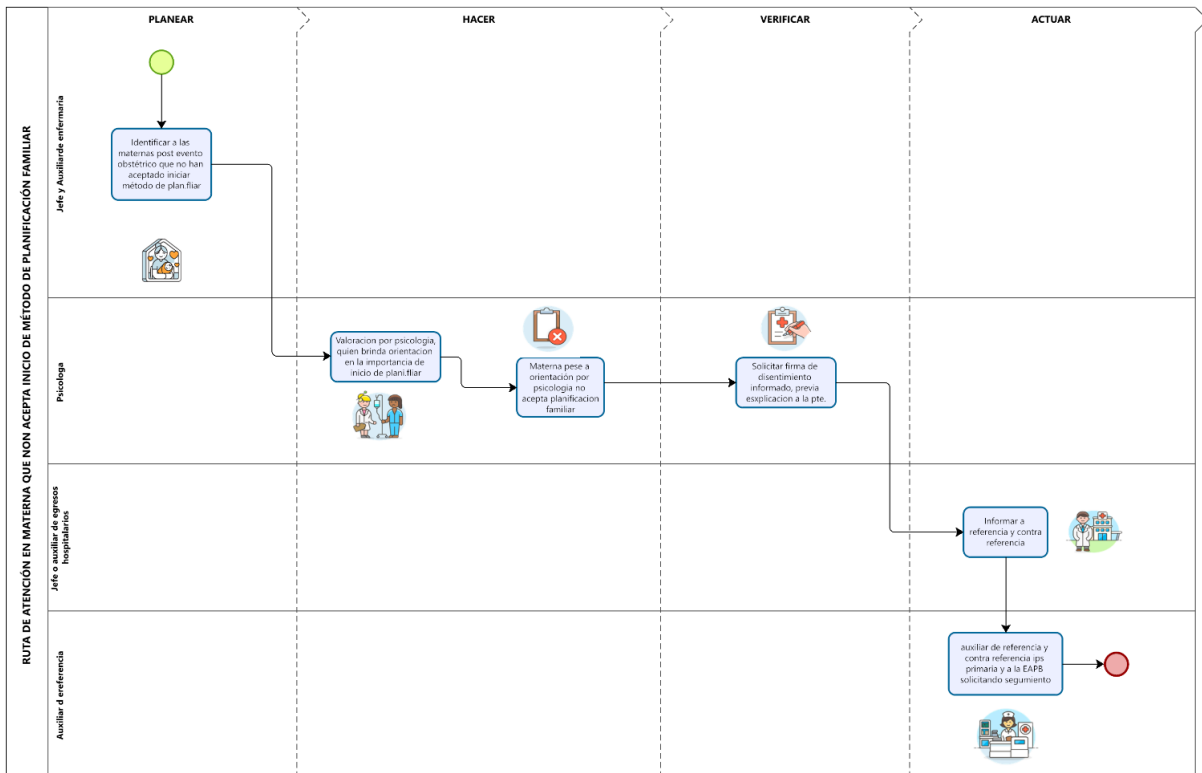 PLANEAR
HACER
VERIFICAR
ACTUAR
RUTA DE ATENCIÓN EN MATERNA QUE NON ACEPTA INICIO DE MÉTODO DE PLANIFICACIÓN FAMILIAR
Jefe y Auxiliarde enfermaria
Identificar a las
maternas post evento
obstétrico que no han
aceptado iniciar
método de plan.fliar
Psicologa
Valoracion por psicologia,
quien brinda orientacion
en la importancia de
inicio de plani.fliar
Materna pese a
orientación por
psicologia no
acepta planificacion
familiar
Solicitar firma de
disentimiento
informado, previa
esxplicacion a la pte.
Jefe o auxiliar de egresos
hospitalarios
Informar a
referencia y contra
referencia
Auxiliar d ereferencia
auxiliar de referencia y
contra referencia ips
primaria y a la EAPB
solicitando segumiento